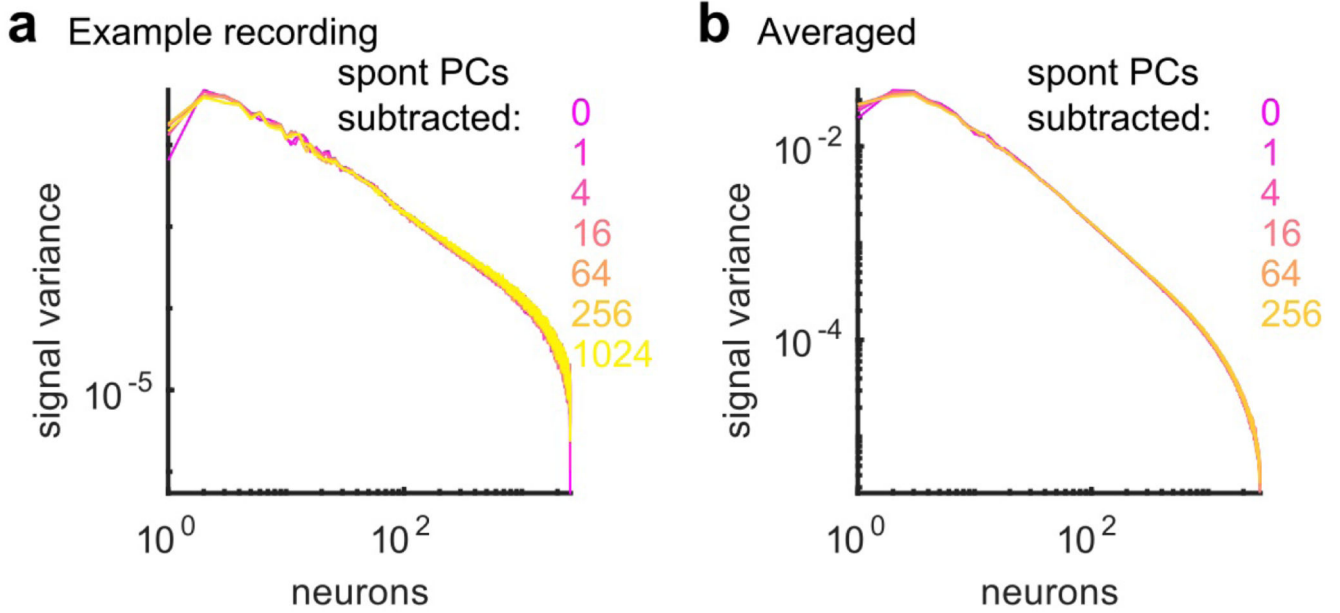 a Example recording
spont PCs
subtracted:
0
1
4
16
64
256
1024
signal variance
10^-5
10^0
10^2
neurons
b Averaged
spont PCs
subtracted:
0
1
4
16
64
256
signal variance
10^-2
10^-4
10^0
10^2
neurons